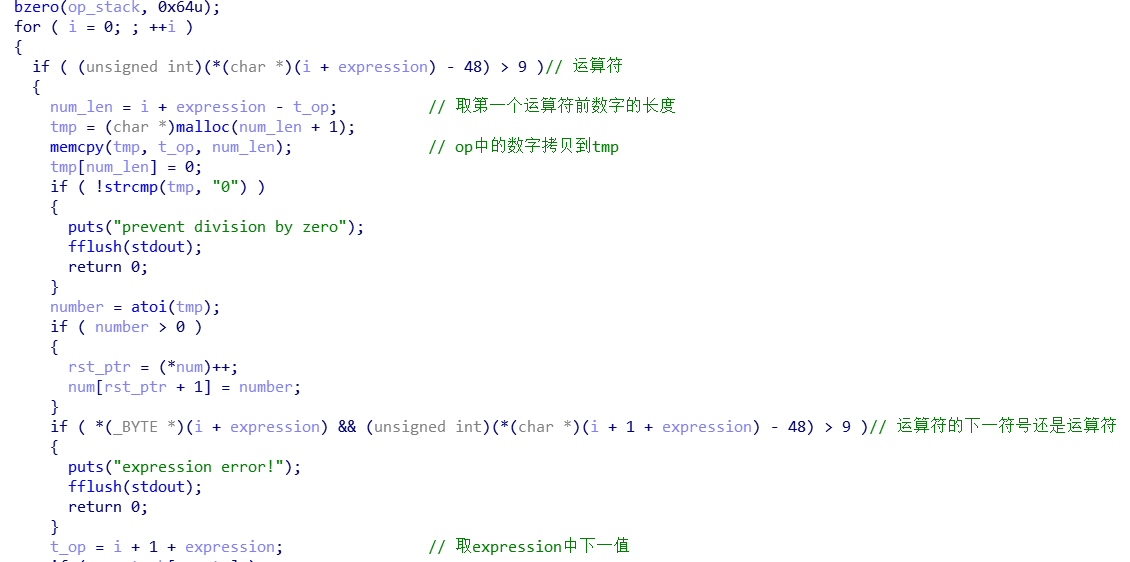 bzero(op_stack, 0x64u);
for ( i = 0; ; ++i )
{
if ( (unsigned int)(*(char *)(i + expression) - 48) > 9 )// 运算符
{
num_len = i + expression - t_op; // 取第一个运算符前数字的长度
tmp = (char *)malloc(num_len + 1);
memcpy(tmp, t_op, num_len); // op中的数字拷贝到tmp
tmp[num_len] = 0;
if ( !strcmp(tmp, "0") )
{
puts("prevent division by zero");
fflush(stdout);
return 0;
}
number = atoi(tmp);
if ( number > 0 )
{
rst_ptr = (*num)++;
num[rst_ptr + 1] = number;
}
if ( *(_BYTE *)(i + expression) && (unsigned int)(*(char *)(i + 1 + expression) - 48) > 9 )// 运算符的下一符号还是运算符
{
puts("expression error!");
fflush(stdout);
return 0;
}
t_op = i + 1 + expression; // 取expression中下一值